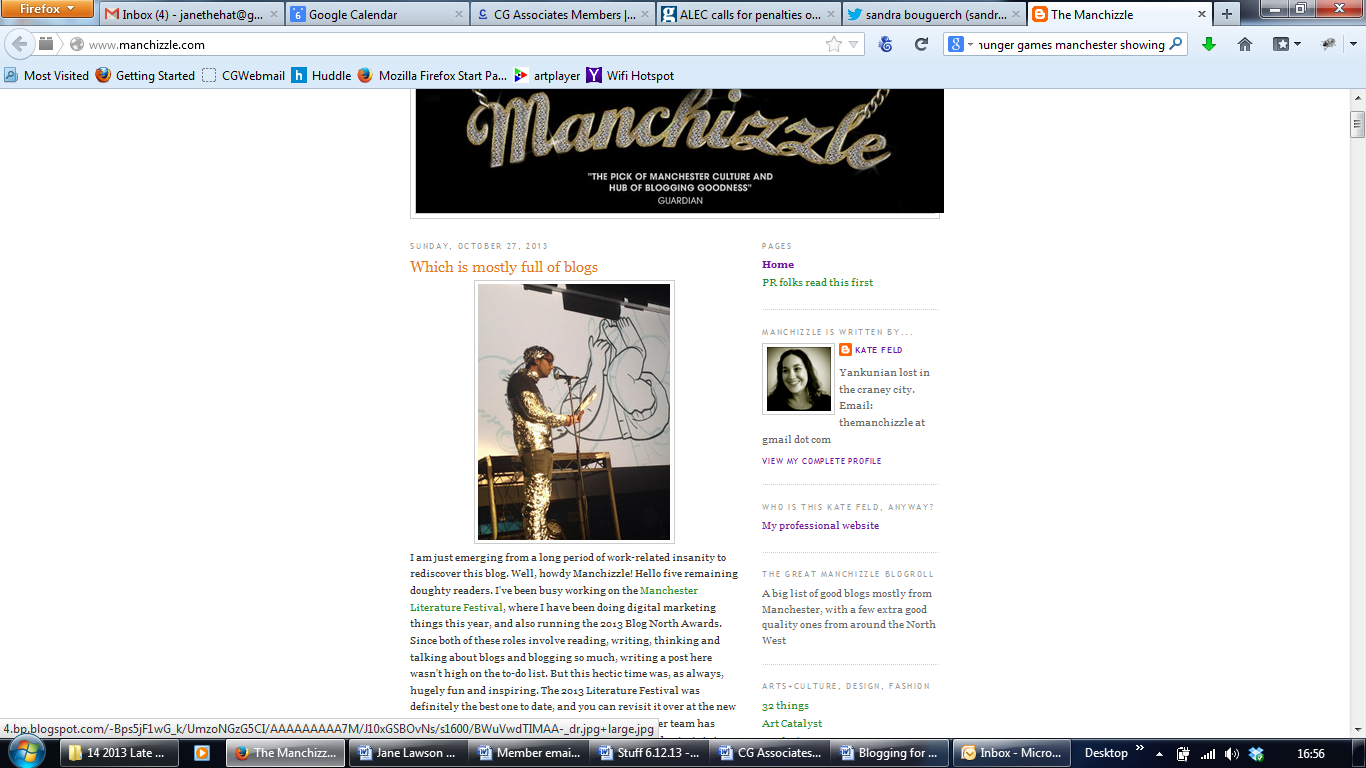 Firefox
Inbox (4) - janethehat@g...
Google Calendar
CG Associates Members |...
ALEC calls for penalties o...
sandra bouguerch (sandr...
The Manchizzle
www.manchizzle.com
hunger games manchester showing
Most Visited
Getting Started
CGWebmail
Huddle
Mozilla Firefox Start Pa...
artplayer
Wifi Hotspot
Manchizzle
"THE PICK OF MANCHESTER CULTURE AND
HUB OF BLOGGING GOODNESS"
GUARDIAN
SUNDAY, OCTOBER 27, 2013
Which is mostly full of blogs
I am just emerging from a long period of work-related insanity to
rediscover this blog. Well, howdy Manchizzle! Hello five remaining
doughty readers. I've been busy working on the Manchester
Literature Festival, where I have been doing digital marketing
things this year, and also running the 2013 Blog North Awards.
Since both of these roles involve reading, writing, thinking and
talking about blogs and blogging so much, writing a post here
wasn't high on the to-do list. But this hectic time was, as always,
hugely fun and inspiring. The 2013 Literature Festival was
definitely the best one to date, and you can revisit it over at the new
er team has
PAGES
Home
PR folks read this first
MANCHIZZLE IS WRITTEN BY...
KATE FELD
Yankunian lost in
the craney city.
Email:
themanchizzle at
gmail dot com
VIEW MY COMPLETE PROFILE
WHO IS THIS KATE FELD, ANYWAY?
My professional website
THE GREAT MANCHIZZLE BLOGROLL
A big list of good blogs mostly from
Manchester, with a few extra good
quality ones from around the North
West
ARTS+CULTURE, DESIGN, FASHION
32 things
Art Catalyst
4.bp.blogspot.com/-Bps5jF1wG_k/UmzoNGzG5CI/AAAAAAAAA7M/J10xGSBOvNs/s1600/BWuVwdTIMAA-_dr.jpg+large.jpg
14 2013 Late ...
The Manchizz...
Jane Lawson ...
Member emai...
Stuff 6.12.13 -...
CG Associates...
Blogging for ...
Inbox - Micro...
Desktop
16:56